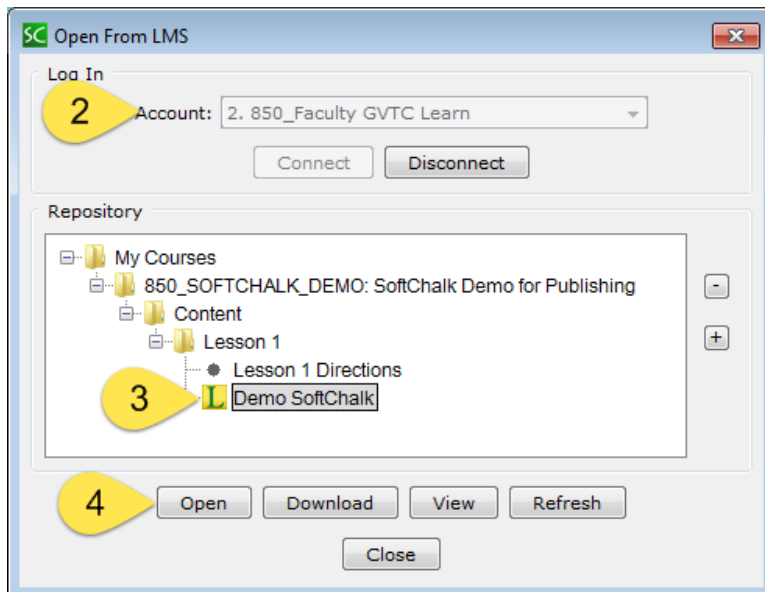 SC Open From LMS
Log In
2 Account: 2. 850_Faculty GVTC Learn
Connect Disconnect
Repository
My Courses
850_SOFTCHALK_DEMO: SoftChalk Demo for Publishing
Content
Lesson 1
Lesson 1 Directions
3 L Demo SoftChalk
4 Open Download View Refresh
Close